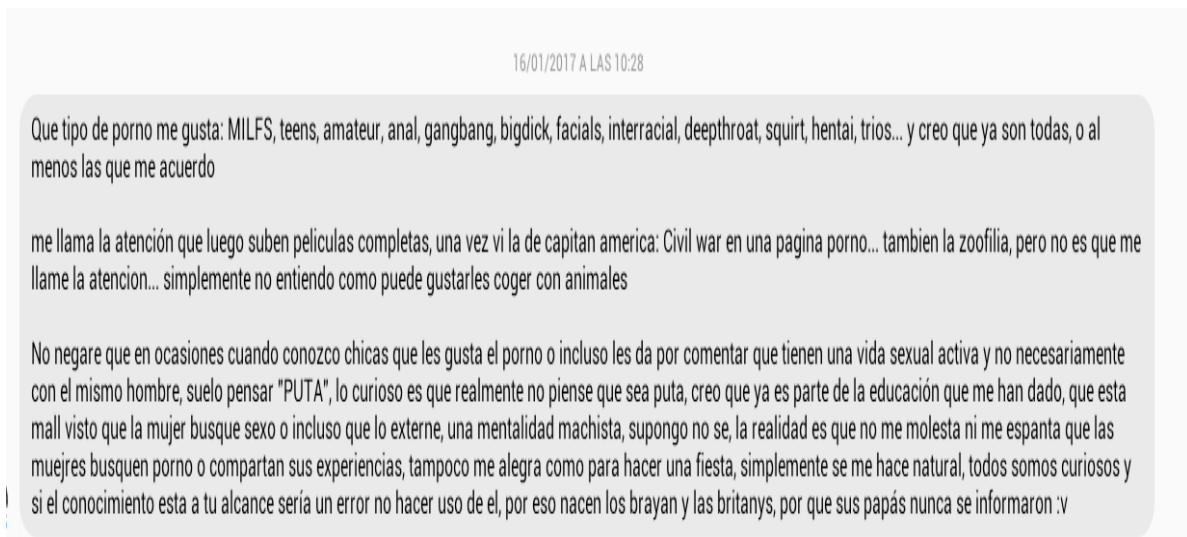 16/01/2017 A LAS 10:28
Que tipo de porno me gusta: MILFS, teens, amateur, anal, gangbang, bigdick, facials, interracial, deepthroat, squirt, hentai, trios... y creo que ya son todas, o al
menos las que me acuerdo
me llama la atención que luego suben peliculas completas, una vez vi la de capitan america: Civil war en una pagina porno... tambien la zoofilia, pero no es que me
llame la atencion... simplemente no entiendo como puede gustarles coger con animales
No negare que en ocasiones cuando conozco chicas que les gusta el porno o incluso les da por comentar que tienen una vida sexual activa y no necesariamente
con el mismo hombre, suelo pensar "PUTA", lo curioso es que realmente no piense que sea puta, creo que ya es parte de la educación que me han dado, que esta
mall visto que la mujer busque sexo o incluso que lo externe, una mentalidad machista, supongo no se, la realidad es que no me molesta ni me espanta que las
muejres busquen porno o compartan sus experiencias, tampoco me alegra como para hacer una fiesta, simplemente se me hace natural, todos somos curiosos y
si el conocimiento esta a tu alcance sería un error no hacer uso de el, por eso nacen los brayan y las britanys, por que sus papás nunca se informaron :v